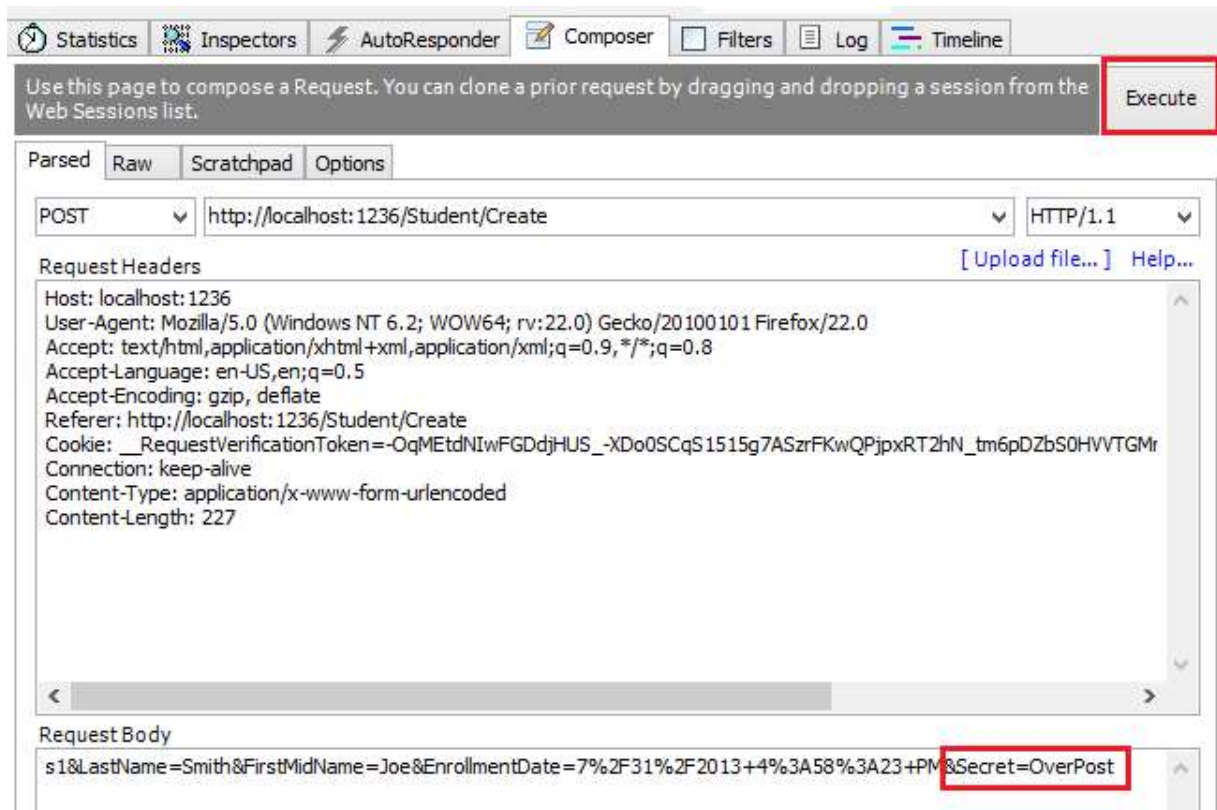 Statistics Inspectors AutoResponder Composer Filters Log Timeline
Use this page to compose a Request. You can clone a prior request by dragging and dropping a session from the
Web Sessions list.
Execute
Parsed Raw Scratchpad Options
POST http://localhost:1236/Student/Create HTTP/1.1
Request Headers [ Upload file... ] Help...
Host: localhost:1236
User-Agent: Mozilla/5.0 (Windows NT 6.2; WOW64; rv:22.0) Gecko/20100101 Firefox/22.0
Accept: text/html,application/xhtml+xml,application/xml;q=0.9,*/*;q=0.8
Accept-Language: en-US,en;q=0.5
Accept-Encoding: gzip, deflate
Referer: http://localhost:1236/Student/Create
Cookie: __RequestVerificationToken=-OqMEtdNIwFGDdjHUS_-XDo0SCqS1515g7ASzrFKwQPjpxRT2hN_tm6pDZbS0HVVTGMr
Connection: keep-alive
Content-Type: application/x-www-form-urlencoded
Content-Length: 227
Request Body
s1&LastName=Smith&FirstMidName=Joe&EnrollmentDate=7%2F31%2F2013+4%3A58%3A23+PM&Secret=OverPost